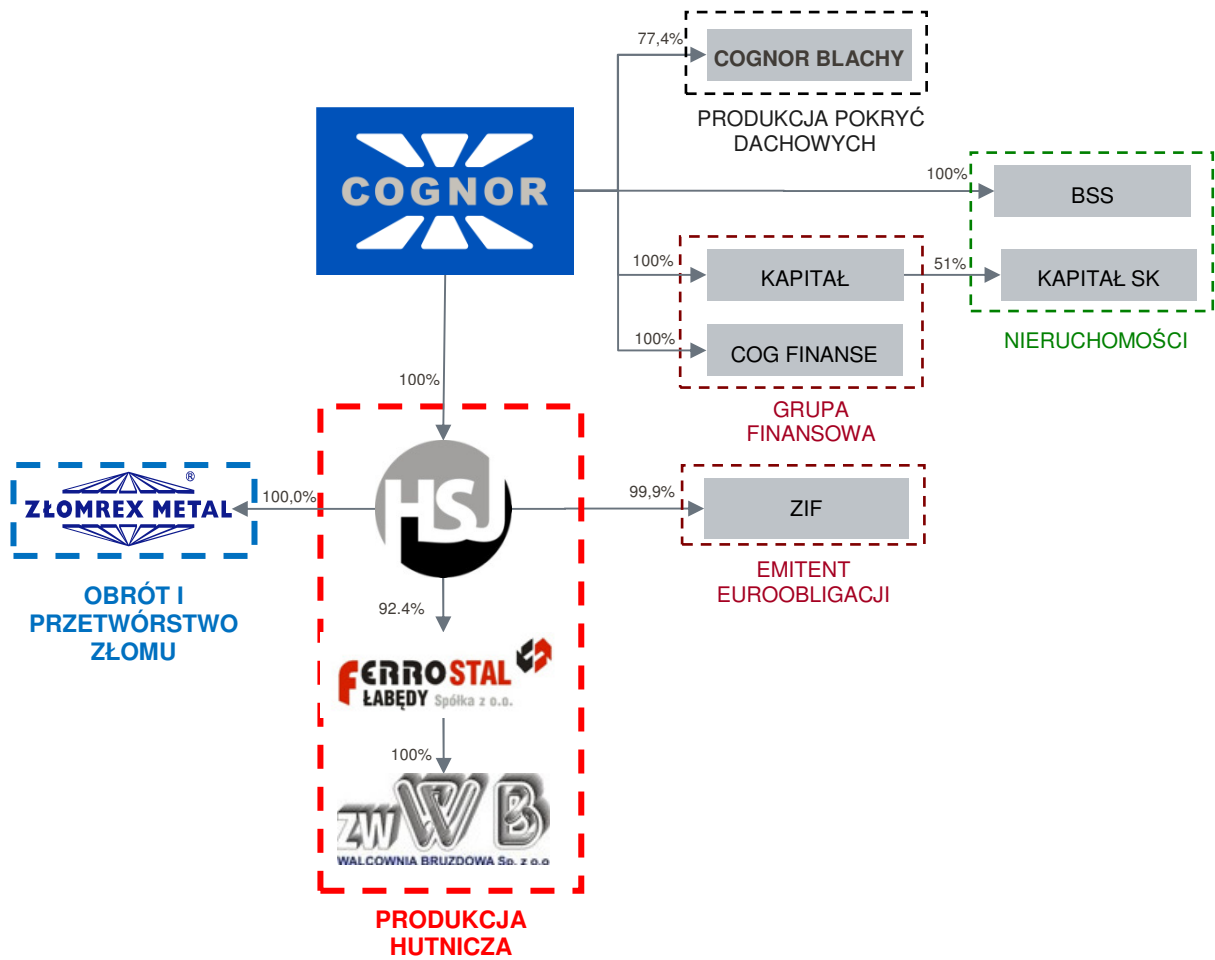 77,4%
COGNOR BLACHY
PRODUKCJA POKRYĆ
DACHOWYCH
COGNOR
100%
BSS
100%
KAPITAŁ
51%
KAPITAŁ SK
100%
COG FINANSE
NIERUCHOMOŚCI
GRUPA
FINANSOWA
100%
®
ZŁOMREX METAL
100,0%
HSJ
99,9%
ZIF
EMITENT
EUROOBLIGACJI
OBRÓT I
PRZETWÓRSTWO
ZŁOMU
92.4%
FERROSTAL
ŁABĘDY Spółka z o.o.
100%
ZW WB
WALCOWNIA BRUZDOWA Sp. z o.o
PRODUKCJA
HUTNICZA